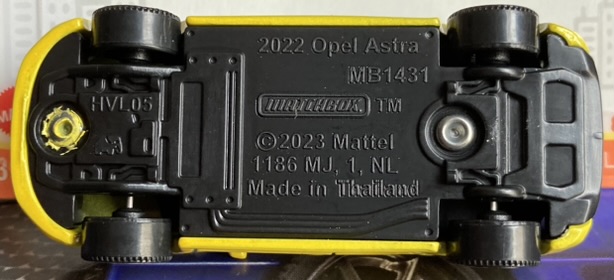 2022 Opel Astra
MB1431
HVL05
MATCHBOX TM
©2023 Mattel
1186 MJ, 1, NL
Made in Thailand